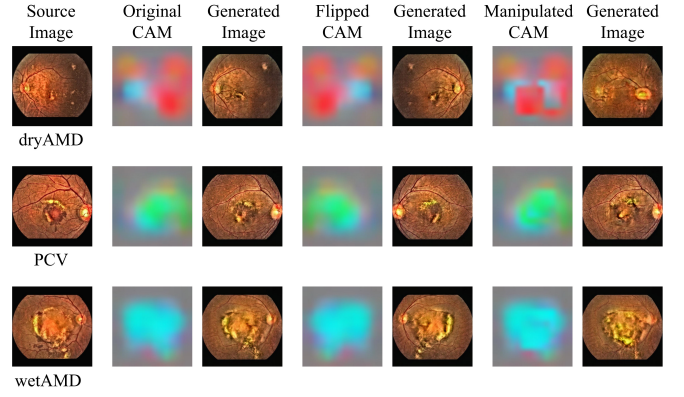 Source Image
Original CAM
Generated Image
Flipped CAM
Generated Image
Manipulated CAM
Generated Image
dryAMD
PCV
wetAMD